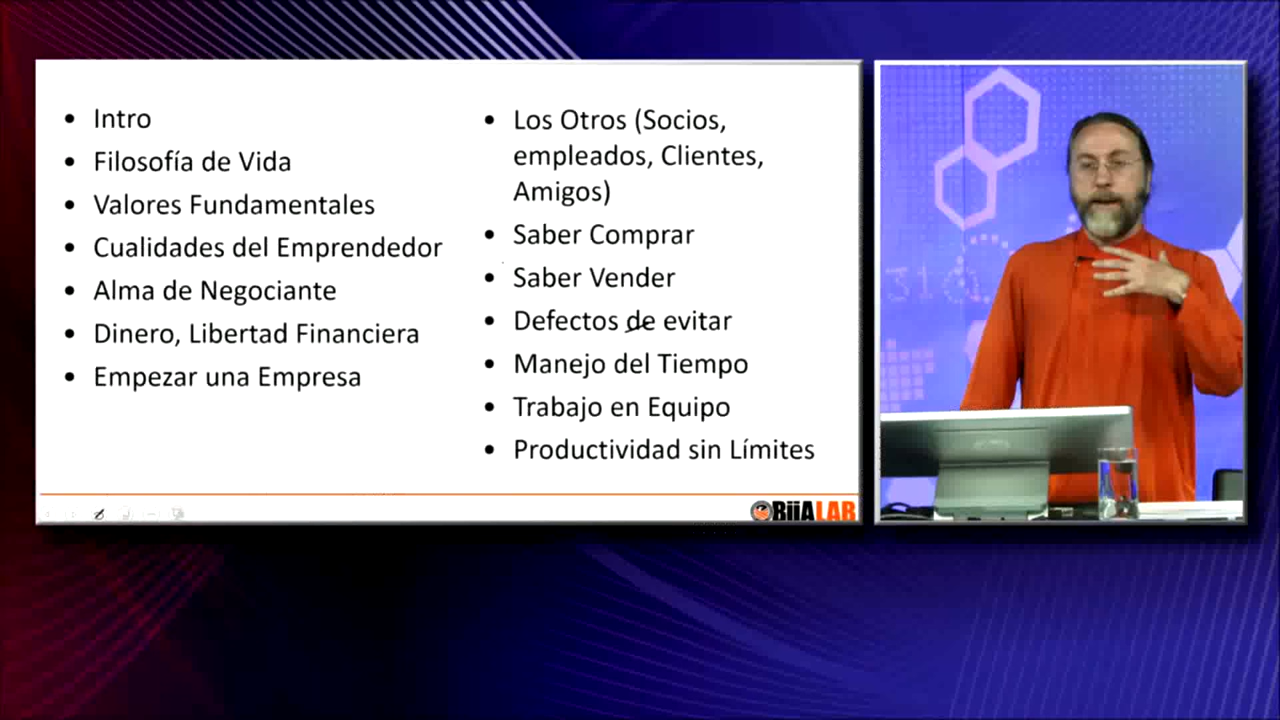 Intro
Filosofía de Vida
Valores Fundamentales
Cualidades del Emprendedor
Alma de Negociante
Dinero, Libertad Financiera
Empezar una Empresa
Los Otros (Socios,
empleados, Clientes,
Amigos)
Saber Comprar
Saber Vender
Defectos de evitar
Manejo del Tiempo
Trabajo en Equipo
Productividad sin Límites
BiiALAB